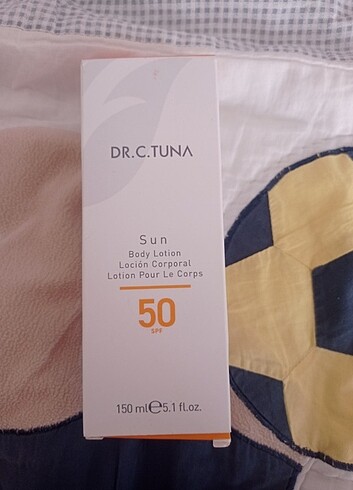 DR.C.TUNA
Sun
Body Lotion
Loción Corporal
Lotion Pour Le Corps
50
SPF
150 ml ℮ 5.1 fl.oz.